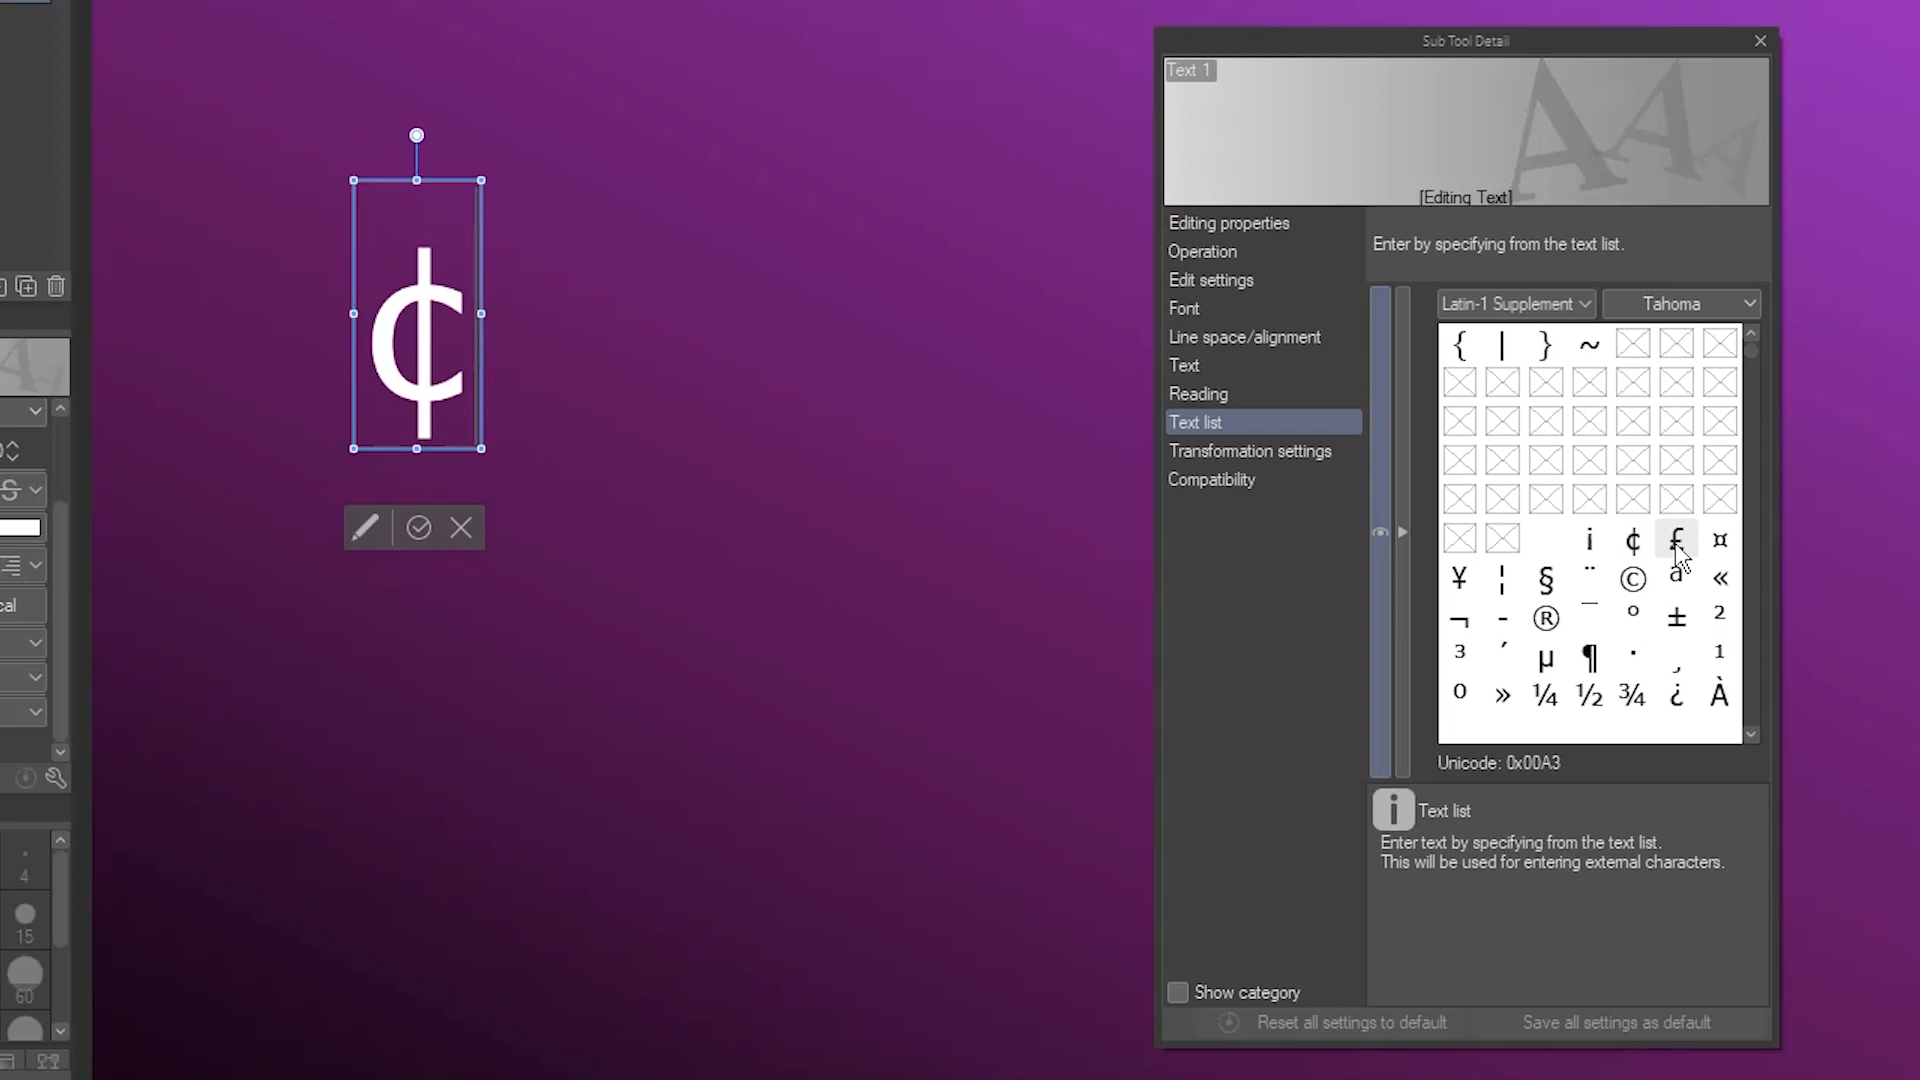 Sub Tool Detail
Text 1
[Editing Text]
Editing properties
Operation
Edit settings
Font
Line space/alignment
Text
Reading
Text list
Transformation settings
Compatibility
Enter by specifying from the text list.
Latin-1 Supplement
Tahoma
{ | } ~
¡ ¢ £ ¤
¥ ¦ § ¨ © ª «
¬ - ® ¯ ° ± ²
³ ´ µ ¶ · ¸ ¹
º » ¼ ½ ¾ ¿ À
Unicode: 0x00A3
Text list
Enter text by specifying from the text list.
This will be used for entering external characters.
Show category
Reset all settings to default
Save all settings as default
¢
4
15
60